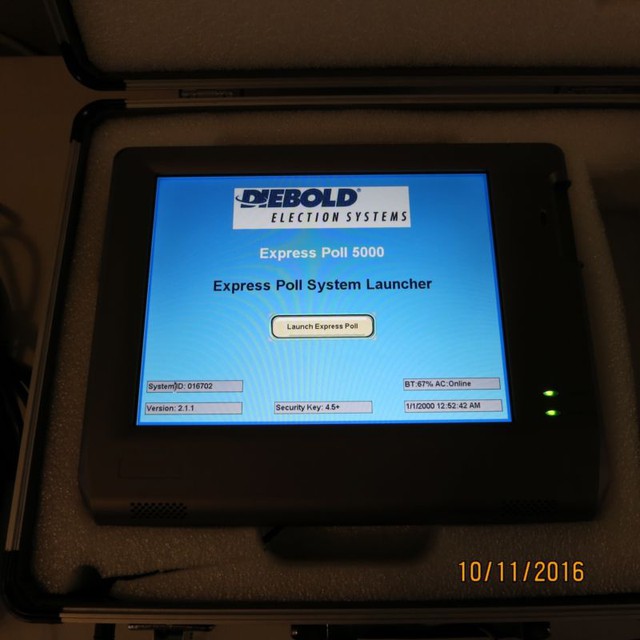 DIEBOLD®
ELECTION SYSTEMS
Express Poll 5000
Express Poll System Launcher
Launch Express Poll
System ID: 016702
BT:67% AC:Online
Version: 2.1.1
Security Key: 4.5+
1/1/2000 12:52:42 AM
10/11/2016